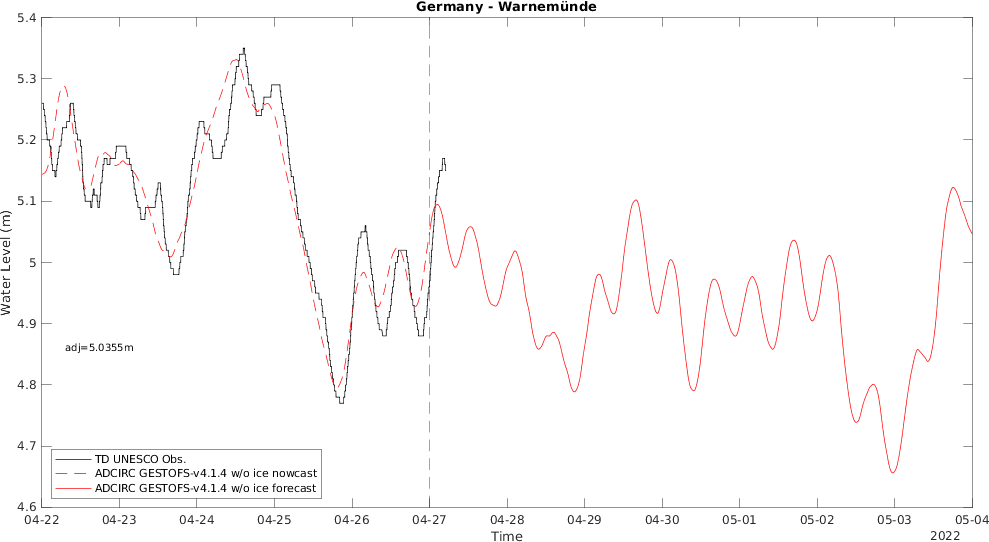 Germany - Warnemünde
5.4
5.3
5.2
5.1
5
4.9
4.8
4.7
4.6
Water Level (m)
adj=5.0355m
TD UNESCO Obs.
ADCIRC GESTOFS-v4.1.4 w/o ice nowcast
ADCIRC GESTOFS-v4.1.4 w/o ice forecast
04-22 04-23 04-24 04-25 04-26 04-27 04-28 04-29 04-30 05-01 05-02 05-03 05-04
Time
2022